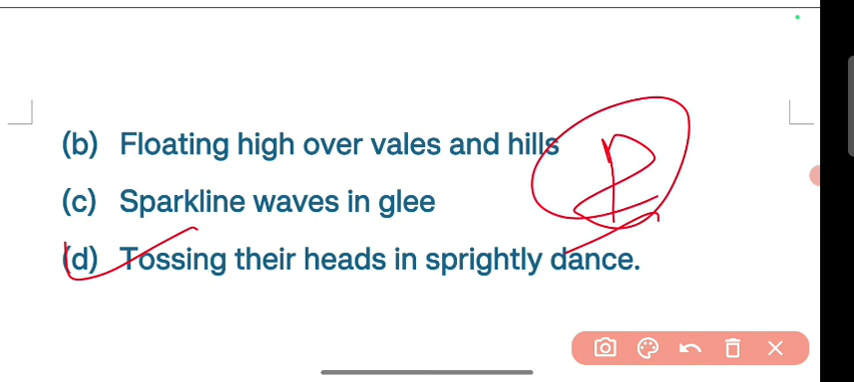 (b) Floating high over vales and hills
(c) Sparkline waves in glee
(d) Tossing their heads in sprightly dance.